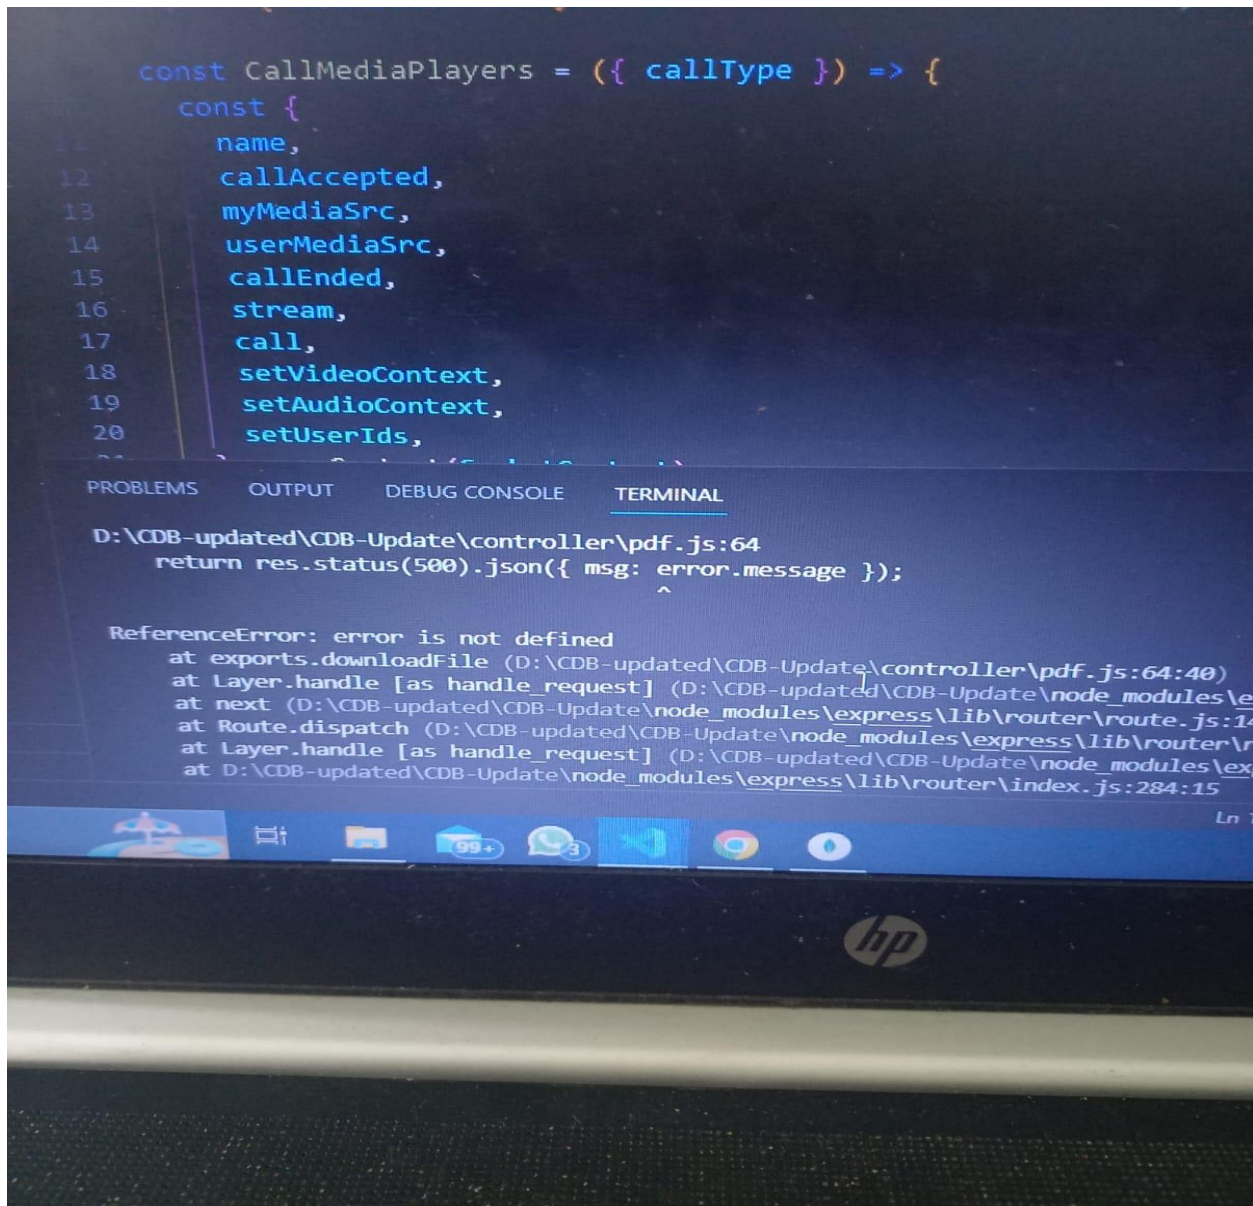 const CallMediaPlayers = ({ callType }) => {
const {
11 name,
12 callAccepted,
13 myMediaSrc,
14 userMediaSrc,
15 callEnded,
16 stream,
17 call,
18 setVideoContext,
19 setAudioContext,
20 setUserIds,
PROBLEMS OUTPUT DEBUG CONSOLE TERMINAL
D:\CDB-updated\CDB-Update\controller\pdf.js:64
return res.status(500).json({ msg: error.message });
^
ReferenceError: error is not defined
at exports.downloadFile (D:\CDB-updated\CDB-Update\controller\pdf.js:64:40)
at Layer.handle [as handle_request] (D:\CDB-updated\CDB-Update\node_modules\e
at next (D:\CDB-updated\CDB-Update\node_modules\express\lib\router\route.js:14
at Route.dispatch (D:\CDB-updated\CDB-Update\node_modules\express\lib\router\r
at Layer.handle [as handle_request] (D:\CDB-updated\CDB-Update\node_modules\ex
at D:\CDB-updated\CDB-Update\node_modules\express\lib\router\index.js:284:15
Ln
99+ 3
hp